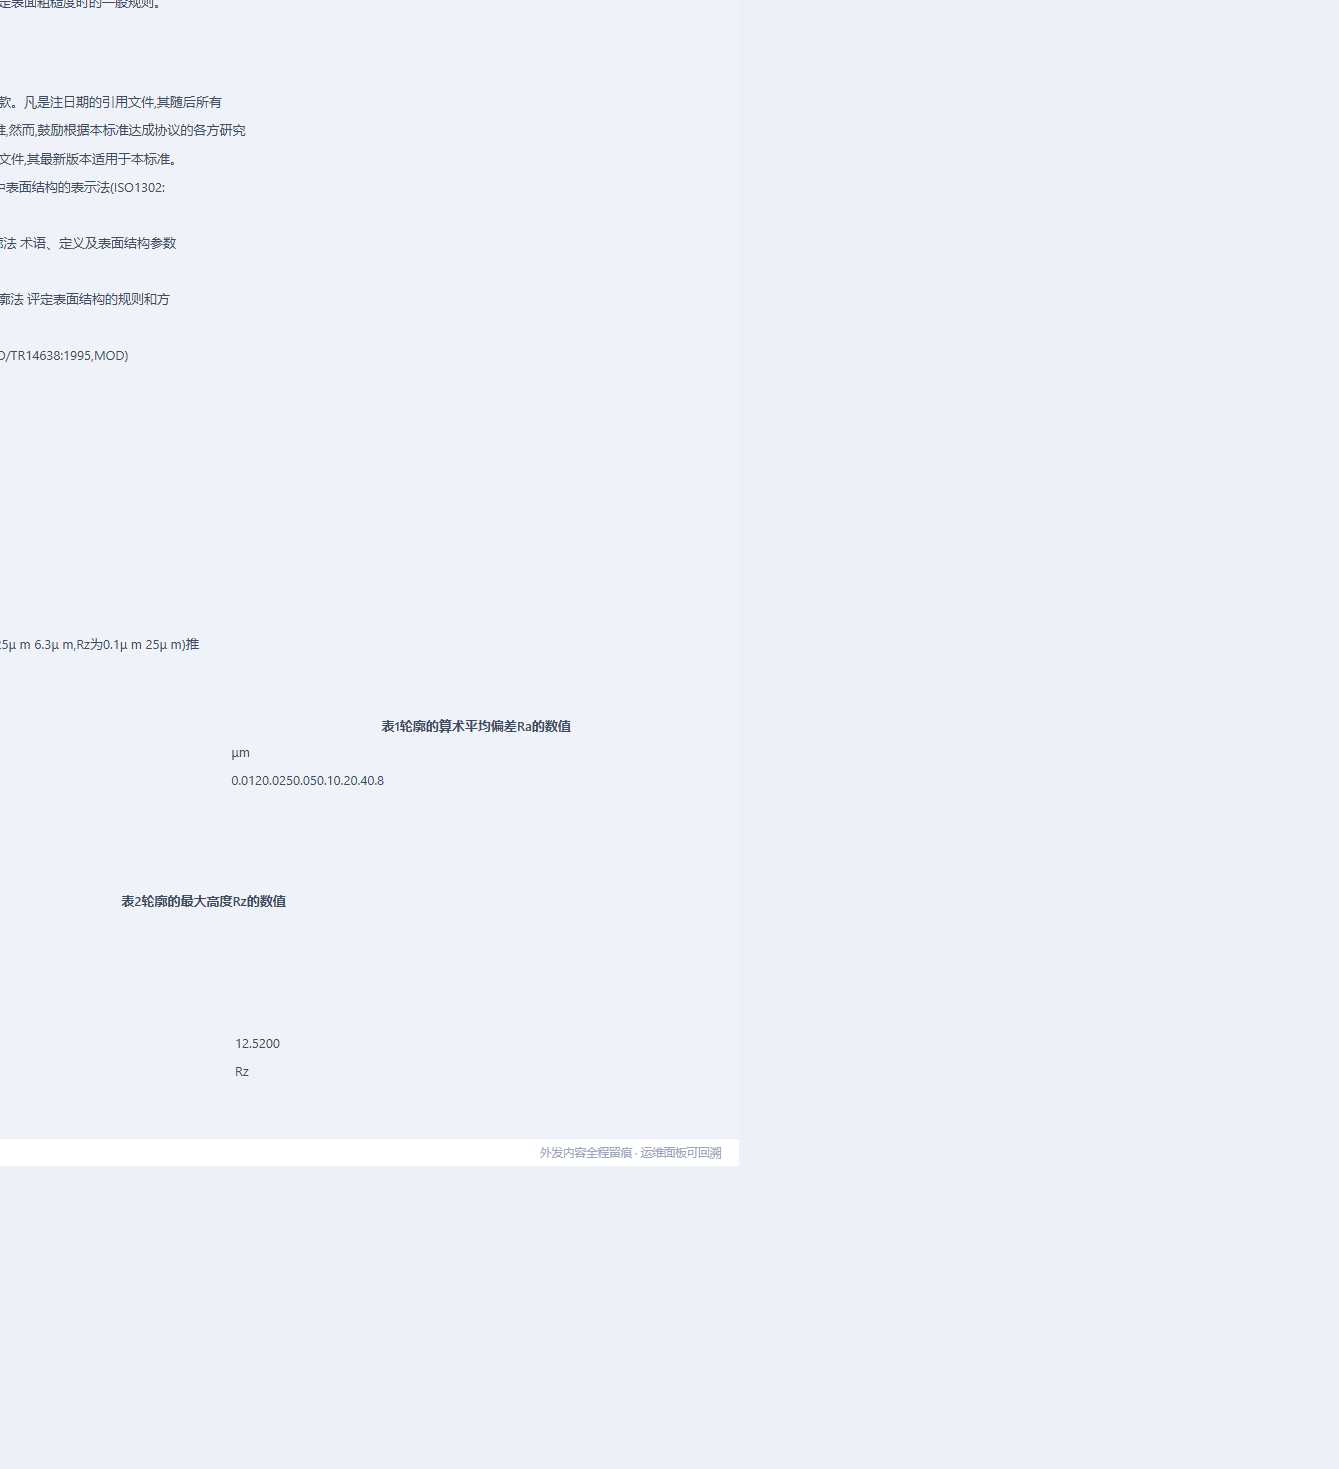 是表面粗糙度时的一般规则。
款。凡是注日期的引用文件,其随后所有
,然而,鼓励根据本标准达成协议的各方研究
文件,其最新版本适用于本标准。
中表面结构的表示法(ISO1302:
廓法 术语、定义及表面结构参数
廓法 评定表面结构的规则和方
O/TR14638:1995,MOD)
25μ m 6.3μ m,Rz为0.1μ m 25μ m)推
表1轮廓的算术平均偏差Ra的数值
μm
0.0120.0250.050.10.20.40.8
表2轮廓的最大高度Rz的数值
12.5200
Rz
外发内容全程留痕 · 运维面板可回溯